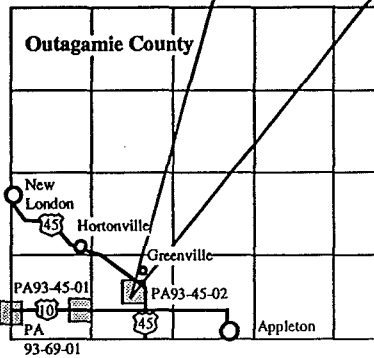 Outagamie County
New
London
45
Hortonville
Greenville
PA93-45-01
PA93-45-02
10
45
PA
93-69-01
Appleton